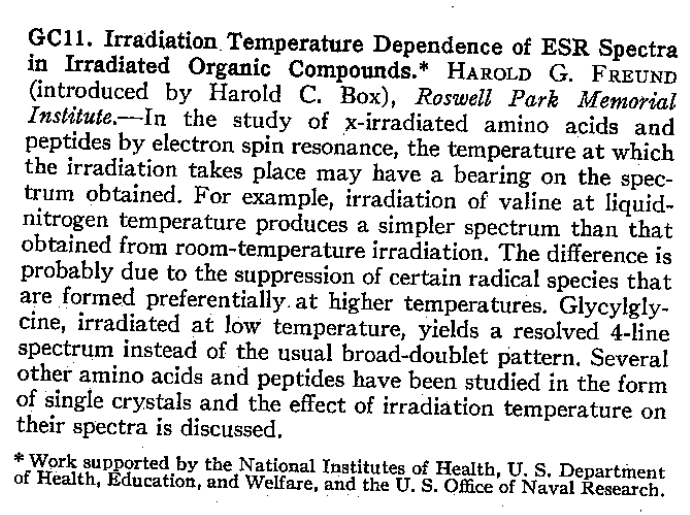 GC11. Irradiation Temperature Dependence of ESR Spectra
in Irradiated Organic Compounds.* HAROLD G. FREUND
(introduced by Harold C. Box), Roswell Park Memorial
Institute.—In the study of x-irradiated amino acids and
peptides by electron spin resonance, the temperature at which
the irradiation takes place may have a bearing on the spec-
trum obtained. For example, irradiation of valine at liquid-
nitrogen temperature produces a simpler spectrum than that
obtained from room-temperature irradiation. The difference is
probably due to the suppression of certain radical species that
are formed preferentially at higher temperatures. Glycylgly-
cine, irradiated at low temperature, yields a resolved 4-line
spectrum instead of the usual broad-doublet pattern. Several
other amino acids and peptides have been studied in the form
of single crystals and the effect of irradiation temperature on
their spectra is discussed.
* Work supported by the National Institutes of Health, U. S. Department
of Health, Education, and Welfare, and the U. S. Office of Naval Research.